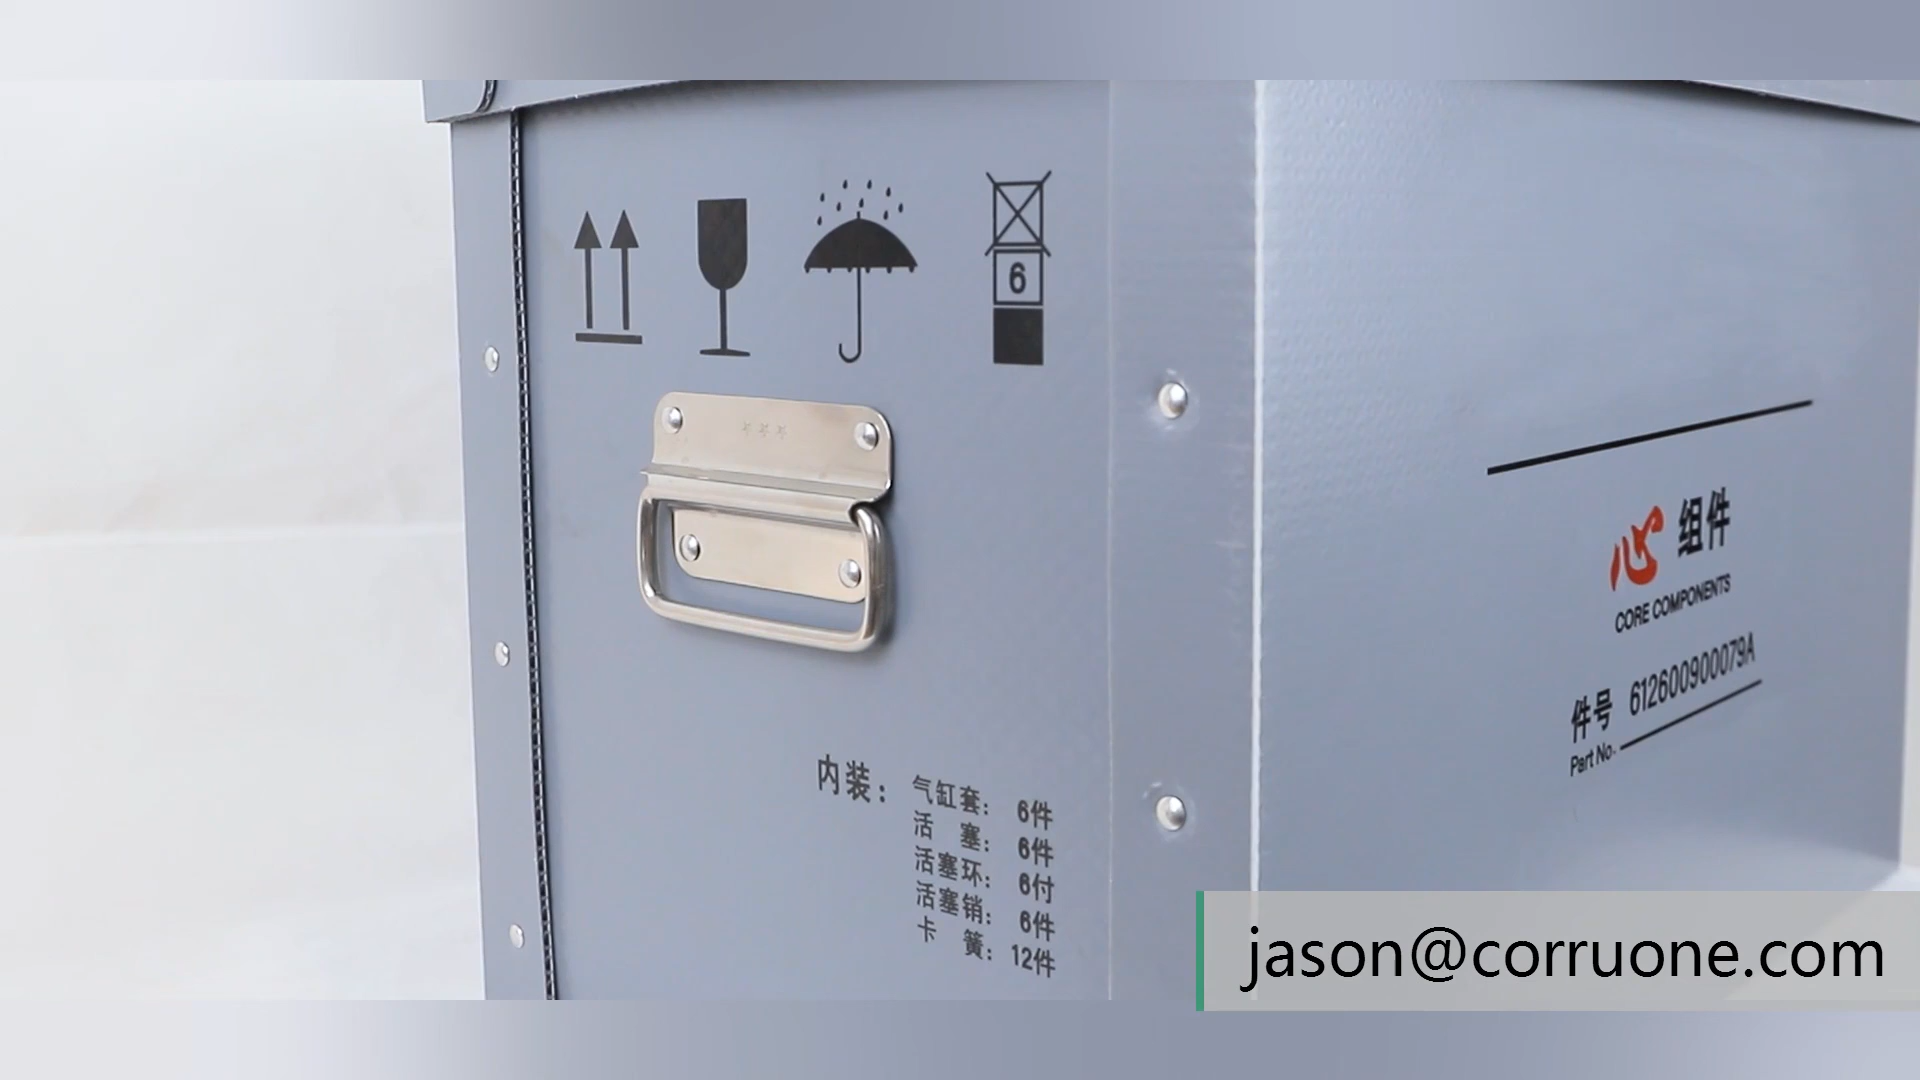 6
内装：
气缸套： 6件
活 塞： 6件
活塞环： 6付
活塞销： 6件
卡 簧： 12件
心 组件
CORE COMPONENTS
件号 612600900079A
Part No.
jason@corruone.com